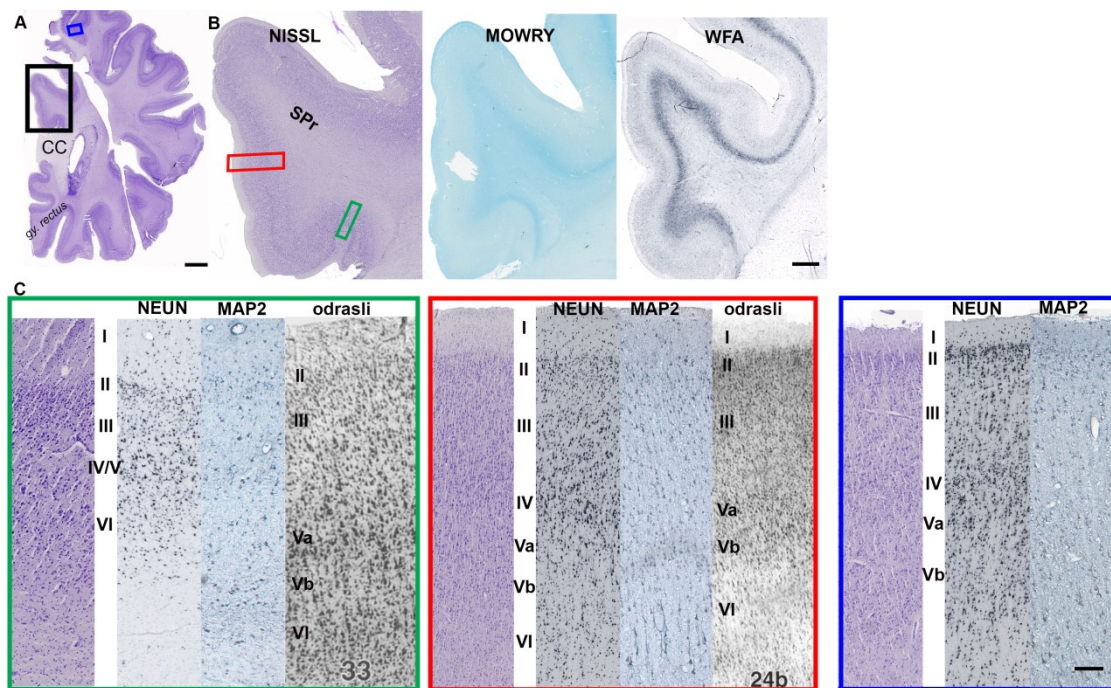 A
B
NISSL
MOWRY
WFA
SPr
CC
gy. rectus
C
NEUN MAP2 odrasli
I
II
III
IV/V
VI
II
III
Va
Vb
VI
33
NEUN MAP2 odrasli
I
II
III
IV
Va
Vb
VI
I
II
III
Va
Vb
VI
24b
NEUN MAP2
I
II
III
IV
Va
Vb